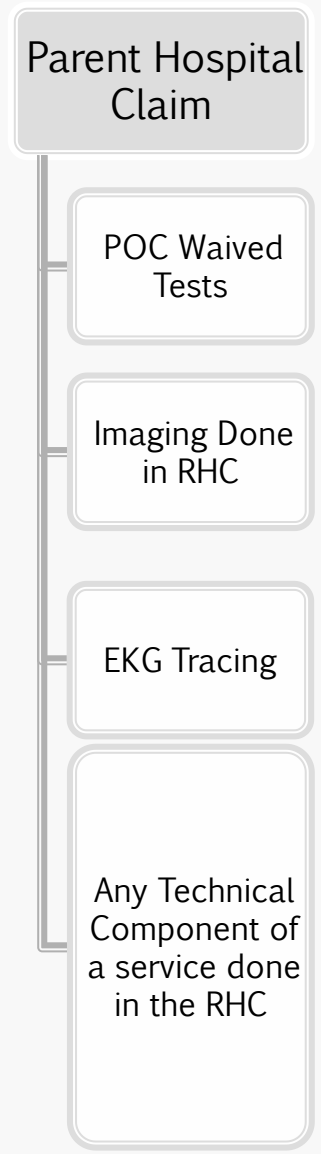 Parent Hospital
Claim
POC Waived
Tests
Imaging Done
in RHC
EKG Tracing
Any Technical
Component of
a service done
in the RHC